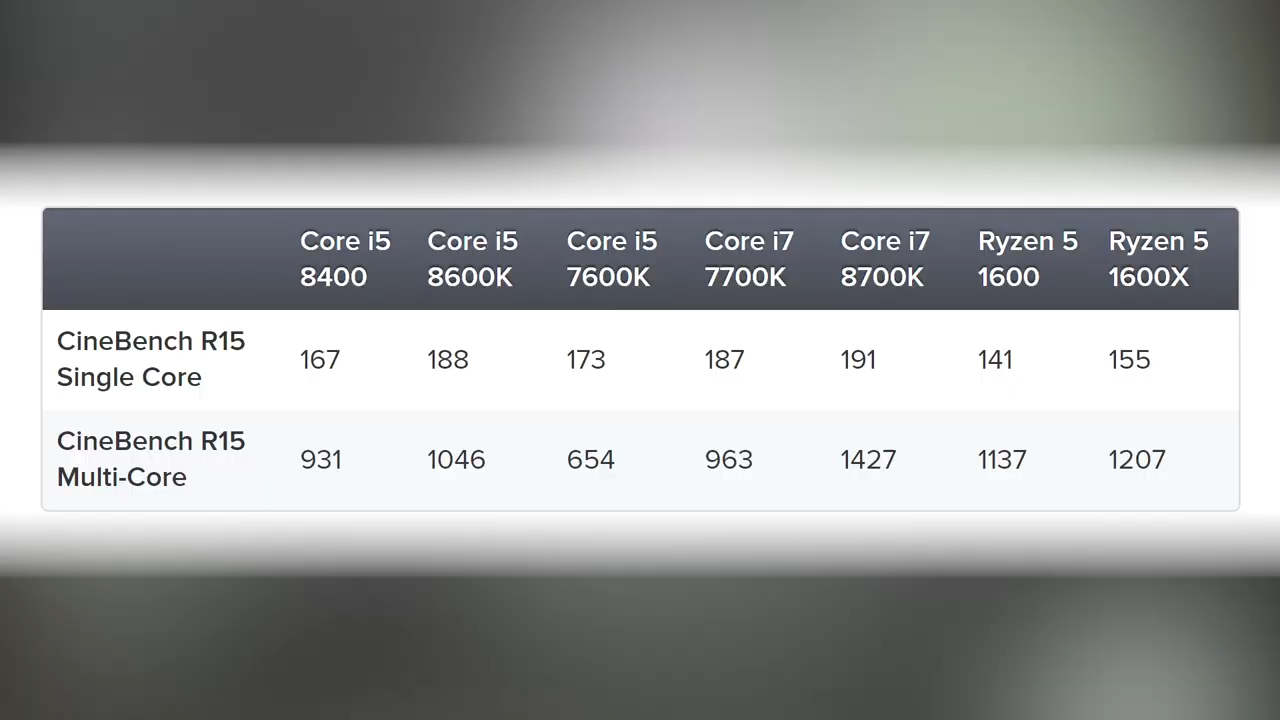 Core i5 Core i5 Core i5 Core i7 Core i7 Ryzen 5 Ryzen 5
8400 8600K 7600K 7700K 8700K 1600 1600X
CineBench R15
Single Core
167 188 173 187 191 141 155
CineBench R15
Multi-Core
931 1046 654 963 1427 1137 1207